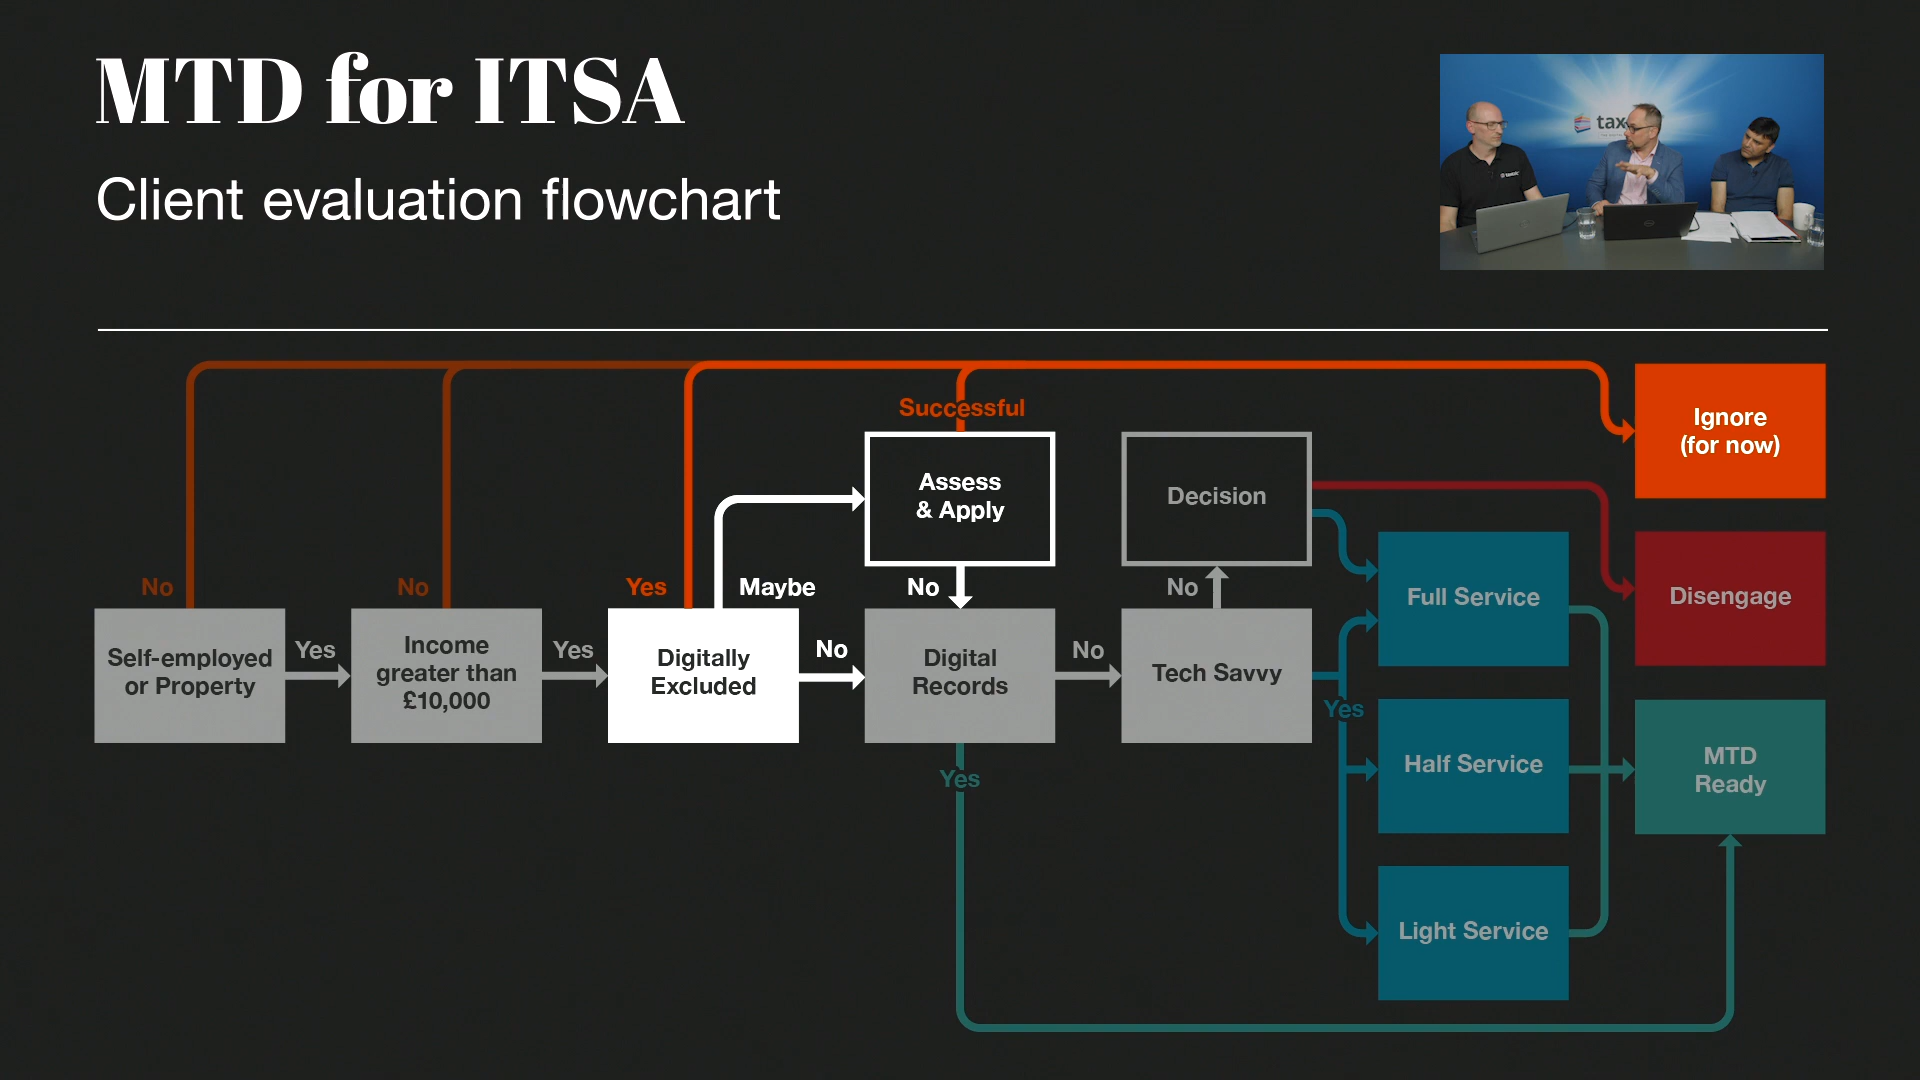 MTD for ITSA
Client evaluation flowchart
tax
Successful
Ignore
(for now)
Assess
& Apply
Decision
No
No
Yes
Maybe
No
No
Full Service
Disengage
Self-employed
or Property
Yes
Income
greater than
£10,000
Yes
Digitally
Excluded
No
Digital
Records
No
Tech Savvy
Yes
Half Service
MTD
Ready
Yes
Light Service